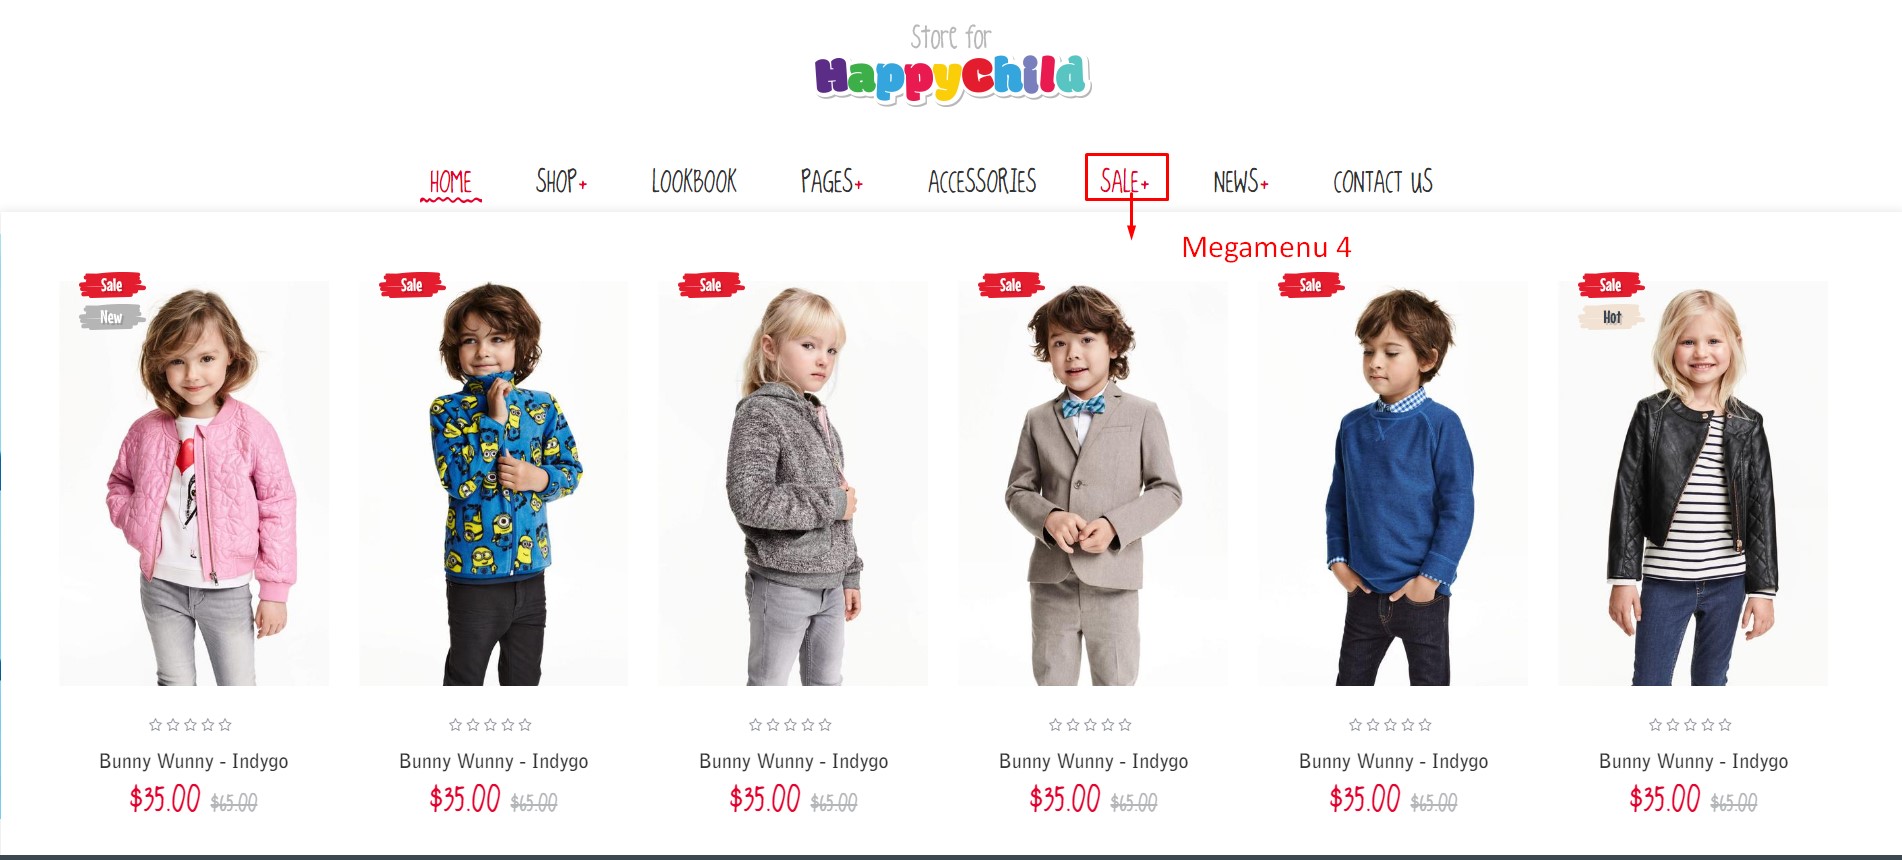 Store for
HappyChild
HOME SHOP+ LOOKBOOK PAGES+ ACCESSORIES SALE+ NEWS+ CONTACT US
Megamenu 4
Sale Sale Sale Sale Sale Sale
New Hot
Bunny Wunny - Indygo Bunny Wunny - Indygo Bunny Wunny - Indygo Bunny Wunny - Indygo Bunny Wunny - Indygo Bunny Wunny - Indygo
$35.00 $65.00 $35.00 $65.00 $35.00 $65.00 $35.00 $65.00 $35.00 $65.00 $35.00 $65.00